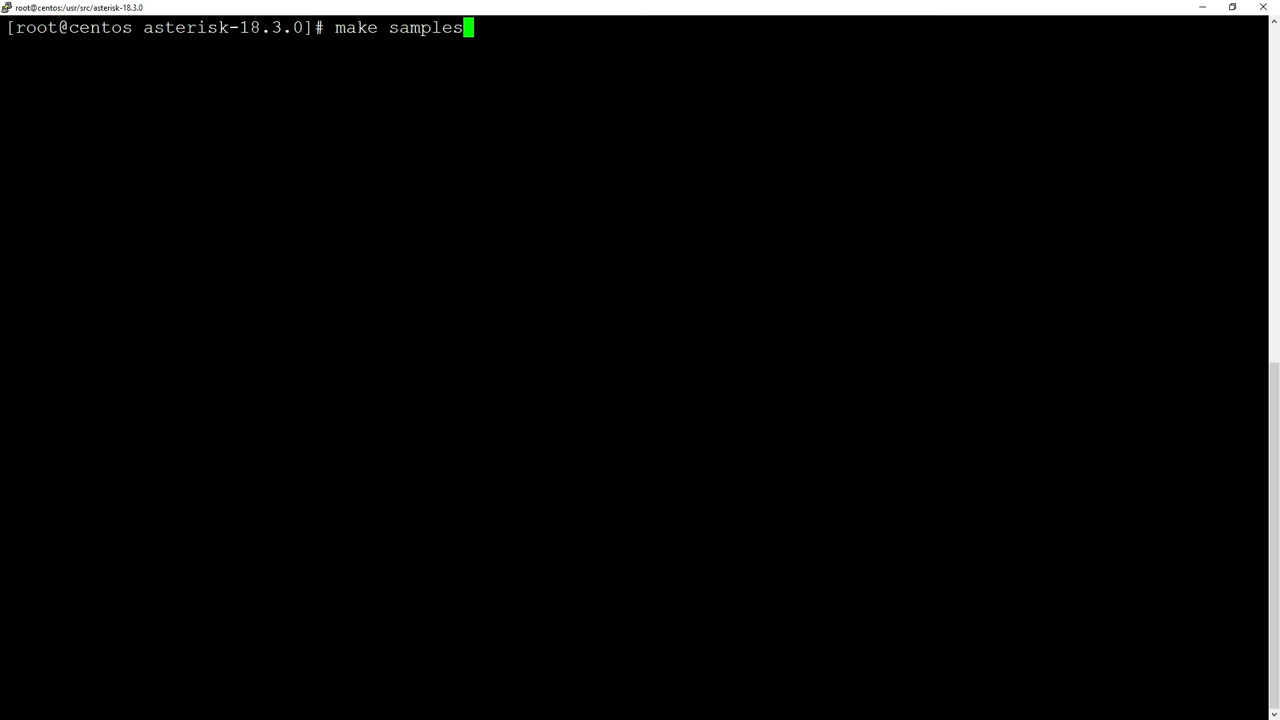 root@centos:/usr/src/asterisk-18.3.0
[root@centos asterisk-18.3.0]# make samples